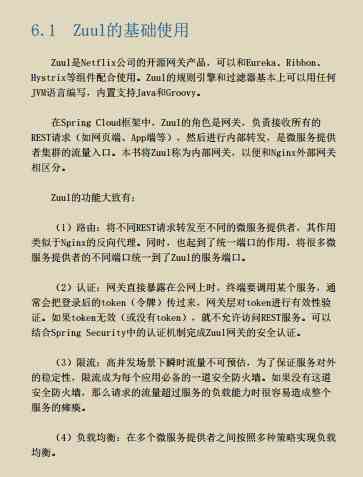 6.1 Zuul的基础使用
Zuul是Netflix公司的开源网关产品，可以和Eureka、Ribbon、
Hystrix等组件配合使用。Zuul的规则引擎和过滤器基本上可以用任何
JVM语言编写，内置支持Java和Groovy。
在Spring Cloud框架中，Zuul的角色是网关，负责接收所有的
REST请求（如网页端、App端等），然后进行内部转发，是微服务提供
者集群的流量入口。本书将Zuul称为内部网关，以便和Nginx外部网关
相区分。
Zuul的功能大致有：
（1）路由：将不同REST请求转发至不同的微服务提供者，其作用
类似于Nginx的反向代理。同时，也起到了统一端口的作用，将很多微
服务提供者的不同端口统一到了Zuul的服务端口。
（2）认证：网关直接暴露在公网上时，终端要调用某个服务，通
常会把登录后的token（令牌）传过来，网关层对token进行有效性验
证。如果token无效（或没有token），就不允许访问REST服务。可以
结合Spring Security中的认证机制完成Zuul网关的安全认证。
（3）限流：高并发场景下瞬时流量不可预估，为了保证服务对外
的稳定性，限流成为每个应用必备的一道安全防火墙。如果没有这道
安全防火墙，那么请求的流量超过服务的负载能力时很容易造成整个
服务的瘫痪。
（4）负载均衡：在多个微服务提供者之间按照多种策略实现负载
均衡。